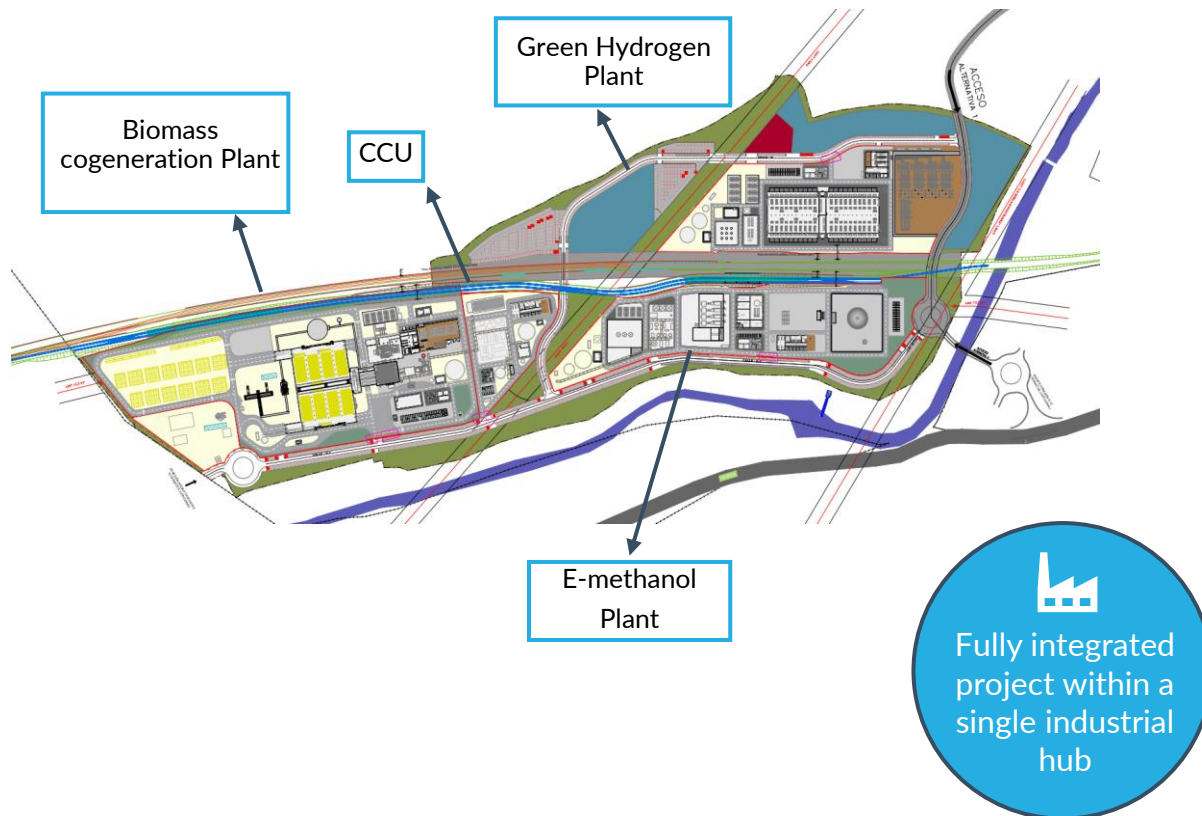 Green Hydrogen
Plant
Biomass
cogeneration Plant
CCU
ACCESO
ALTERNATIVA 1
E-methanol
Plant
Fully integrated
project within a
single industrial
hub